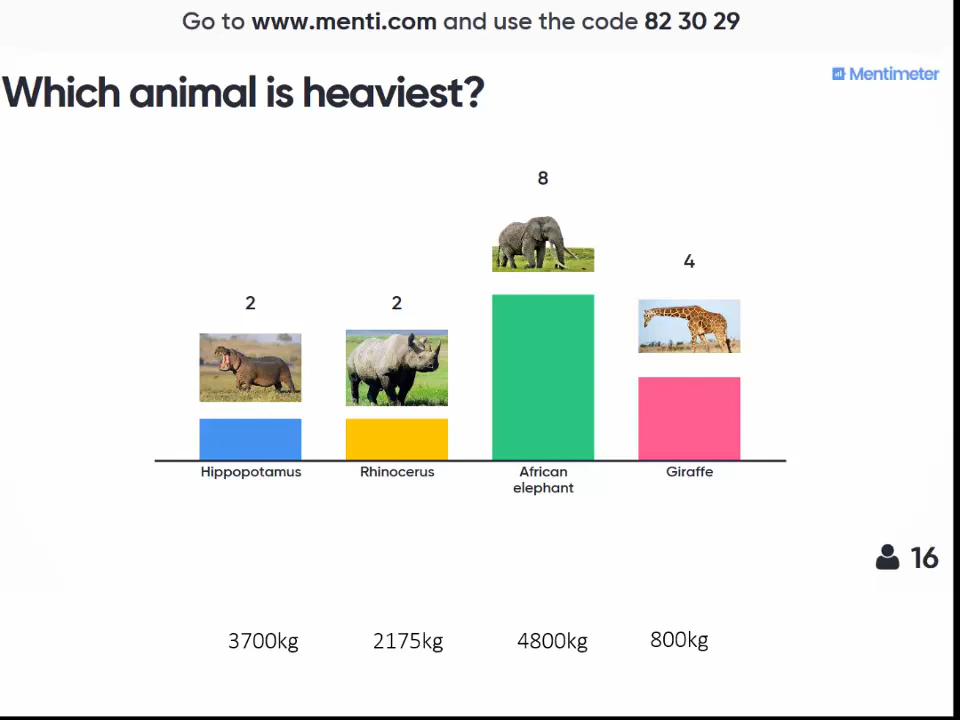 Go to www.menti.com and use the code 82 30 29
Mentimeter
Which animal is heaviest?
8
4
2
2
Hippopotamus
Rhinocerus
African
elephant
Giraffe
16
3700kg
2175kg
4800kg
800kg